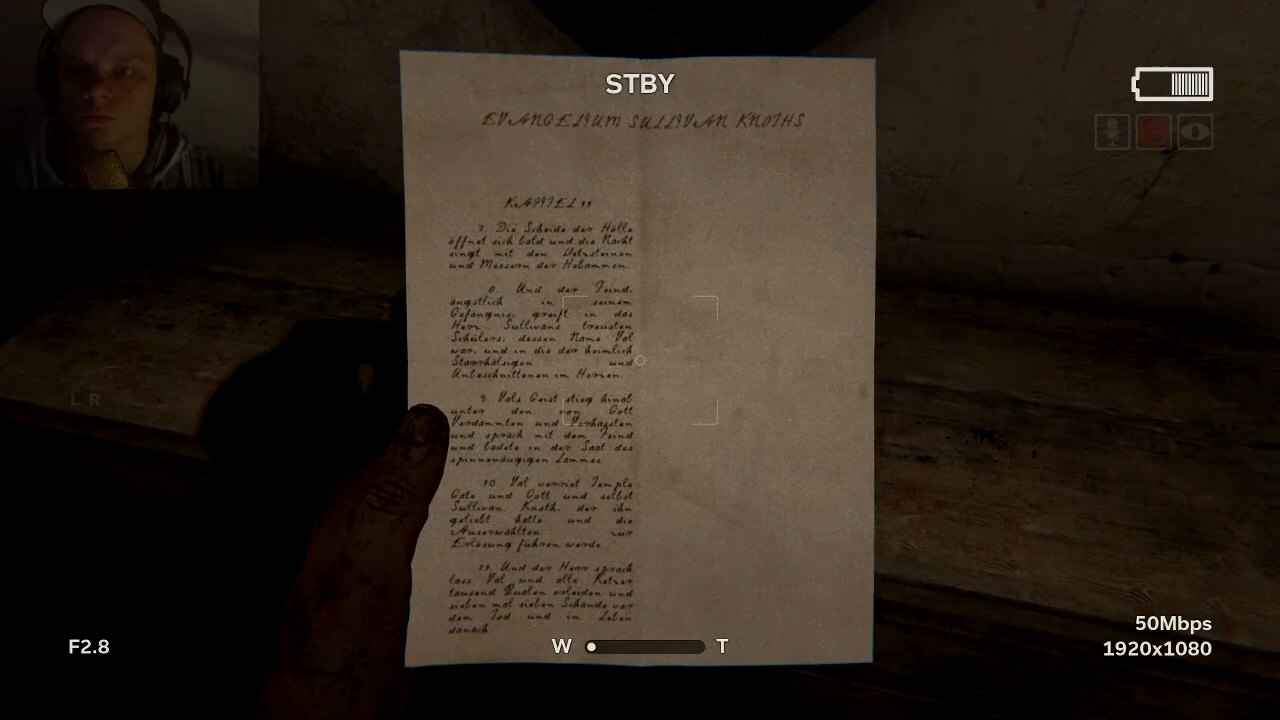 STBY
EVANGELIUM SULLIVAN KNOTHS
KAPITEL 11
7. Die Scheide der Hölle
öffnet sich bald und die Nacht
singt mit den Wetzsteinen
und Messern der Hebammen.
8. Und der Feind,
ängstlich in seinem
Gefängnis, greift in das
Herz Sullivans treusten
Schülers, dessen Name Val
war, und in die der heimlich
Starrhälsigen und
Unbeschnittenen im Herzen.
9. Vals Geist stieg hinab
unter den von Gott
Verdammten und Verhassten
und sprach mit dem Feind
und badete in der Saat des
spinnenäugigen Lammes.
10. Val verriet Temple
Gate und Gott und selbst
Sullivan Knoth, der ihn
geliebt hatte und die
Auserwählten zur
Erlösung führen werde.
11. Und der Herr sprach
lass Val und alle Ketzer
tausend Qualen erleiden und
sieben mal sieben Schande vor
dem Tod und im Leben
danach.
L R
F2.8
W T
50Mbps
1920x1080